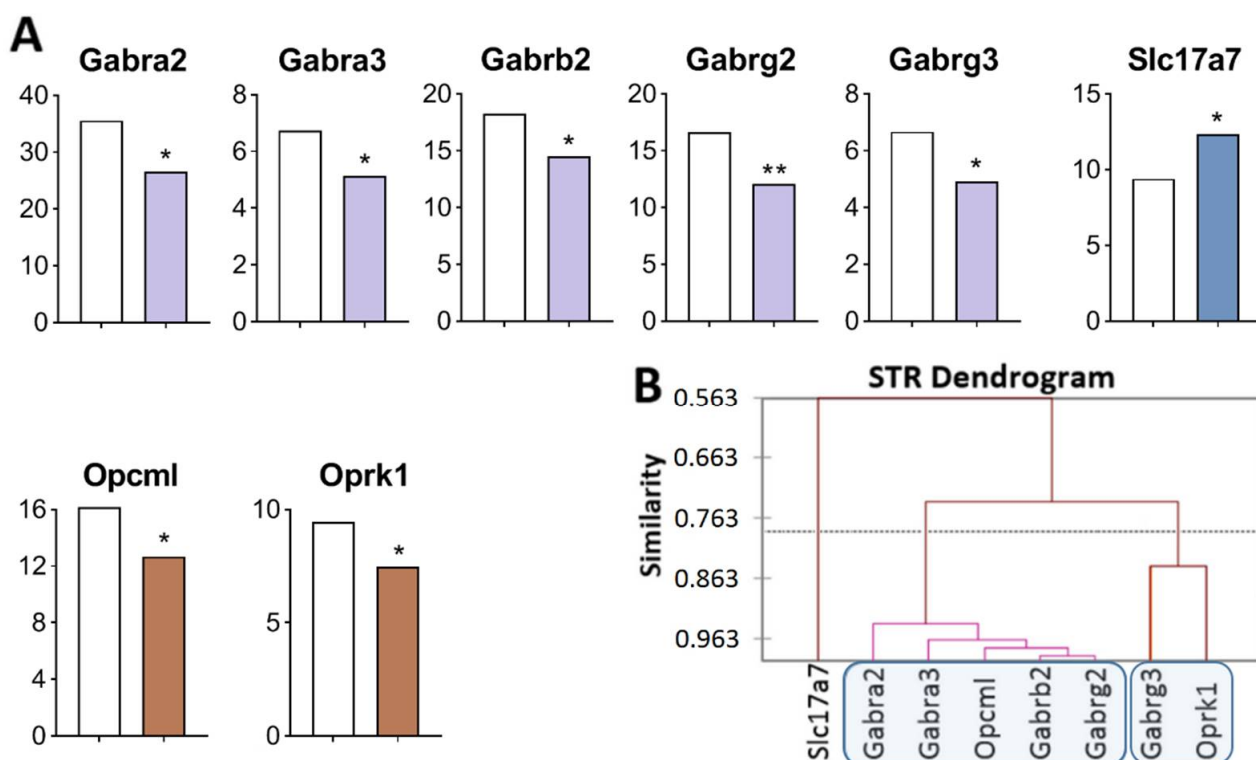 A
Gabra2
40
30
20
10
0
*
Gabra3
8
6
4
2
0
*
Gabrb2
20
15
10
5
0
*
Gabrg2
20
15
10
5
0
**
Gabrg3
8
6
4
2
0
*
Slc17a7
15
10
5
0
*
Opcml
16
12
8
4
0
*
Oprk1
10
5
0
*
B
STR Dendrogram
Similarity
0.563
0.663
0.763
0.863
0.963
Slc17a7
Gabra2
Gabra3
Opcml
Gabrb2
Gabrg2
Gabrg3
Oprk1